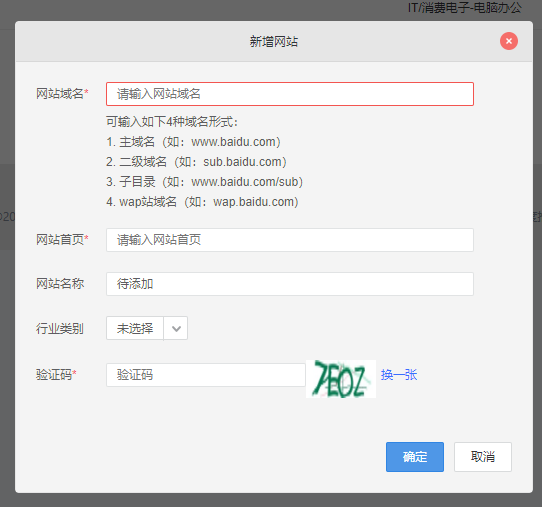 IT/消费电子-电脑办公
新增网站
网站域名*
请输入网站域名
可输入如下4种域名形式：
1. 主域名（如：www.baidu.com）
2. 二级域名（如：sub.baidu.com）
3. 子目录（如：www.baidu.com/sub）
4. wap站域名（如：wap.baidu.com）
©20
网站首页*
请输入网站首页
网站名称
待添加
行业类别
未选择
验证码*
验证码
7EOZ
换一张
确定
取消